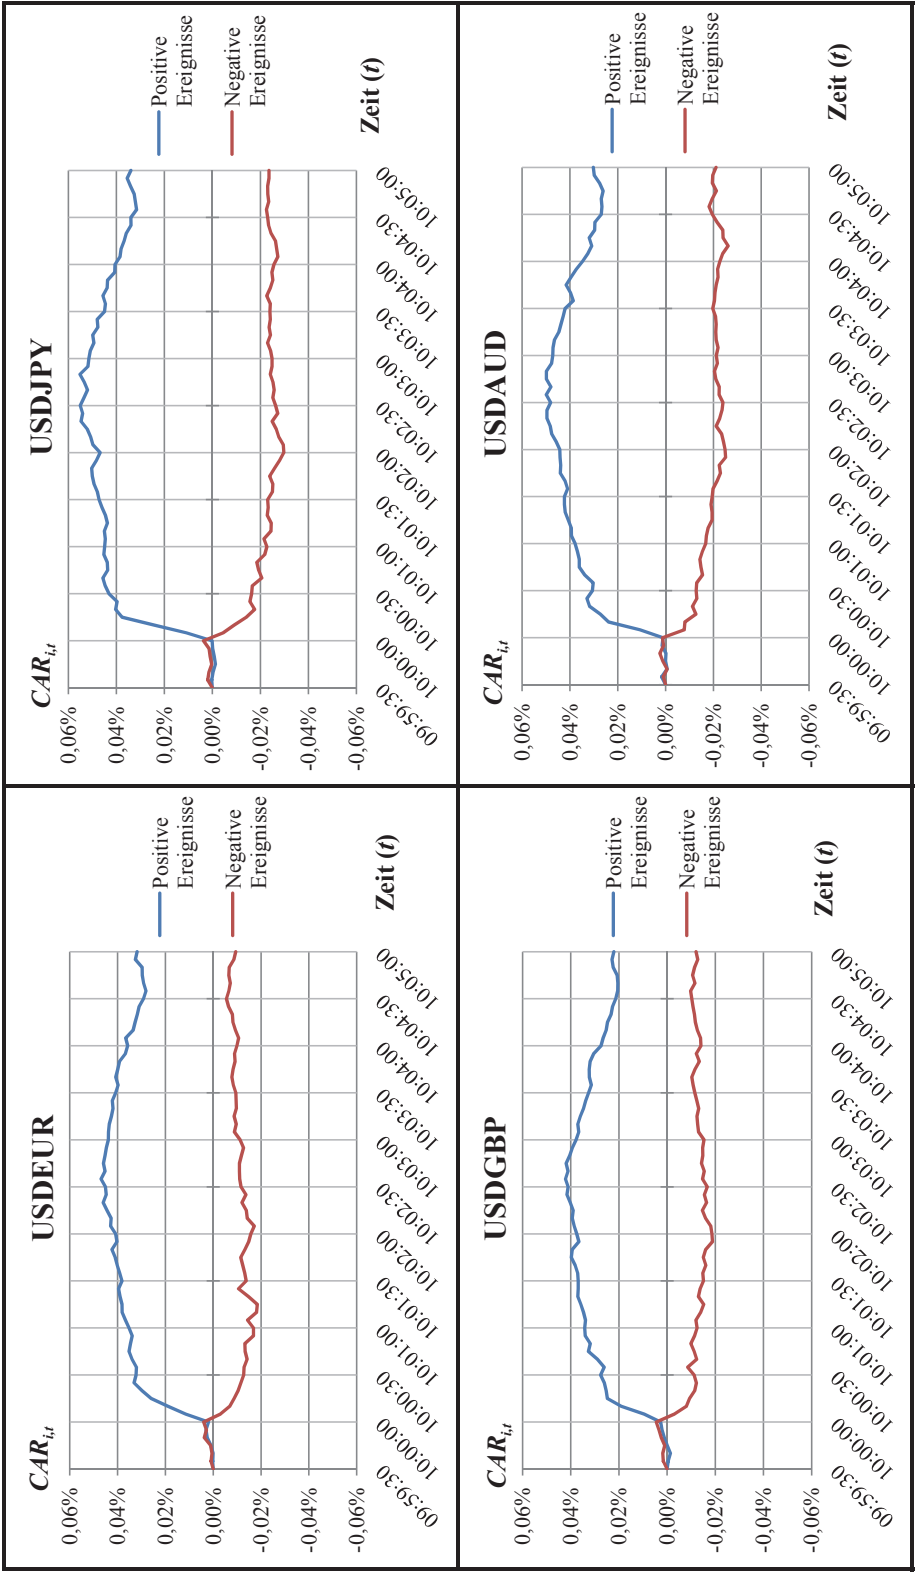 USDEUR
CAR i,t
0,06%
0,04%
0,02%
0,00%
-0,02%
-0,04%
-0,06%
09:59:30
10:00:00
10:00:30
10:01:00
10:01:30
10:02:00
10:02:30
10:03:00
10:03:30
10:04:00
10:04:30
10:05:00
Positive
Ereignisse
Negative
Ereignisse
Zeit (t)
USDJPY
CAR i,t
0,06%
0,04%
0,02%
0,00%
-0,02%
-0,04%
-0,06%
09:59:30
10:00:00
10:00:30
10:01:00
10:01:30
10:02:00
10:02:30
10:03:00
10:03:30
10:04:00
10:04:30
10:05:00
Positive
Ereignisse
Negative
Ereignisse
Zeit (t)
USDGBP
CAR i,t
0,06%
0,04%
0,02%
0,00%
-0,02%
-0,04%
-0,06%
09:59:30
10:00:00
10:00:30
10:01:00
10:01:30
10:02:00
10:02:30
10:03:00
10:03:30
10:04:00
10:04:30
10:05:00
Positive
Ereignisse
Negative
Ereignisse
Zeit (t)
USDAUD
CAR i,t
0,06%
0,04%
0,02%
0,00%
-0,02%
-0,04%
-0,06%
09:59:30
10:00:00
10:00:30
10:01:00
10:01:30
10:02:00
10:02:30
10:03:00
10:03:30
10:04:00
10:04:30
10:05:00
Positive
Ereignisse
Negative
Ereignisse
Zeit (t)